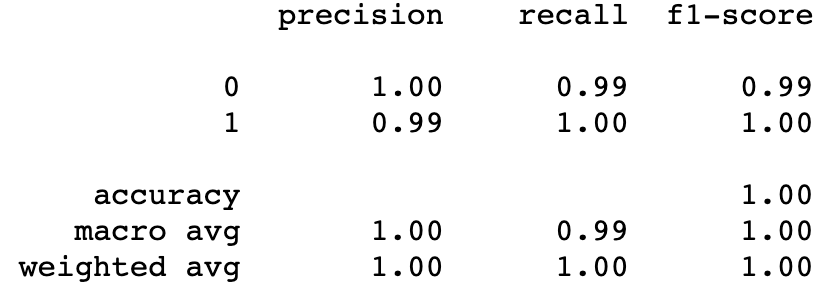 precision recall f1-score
0 1.00 0.99 0.99
1 0.99 1.00 1.00
accuracy 1.00
macro avg 1.00 0.99 1.00
weighted avg 1.00 1.00 1.00